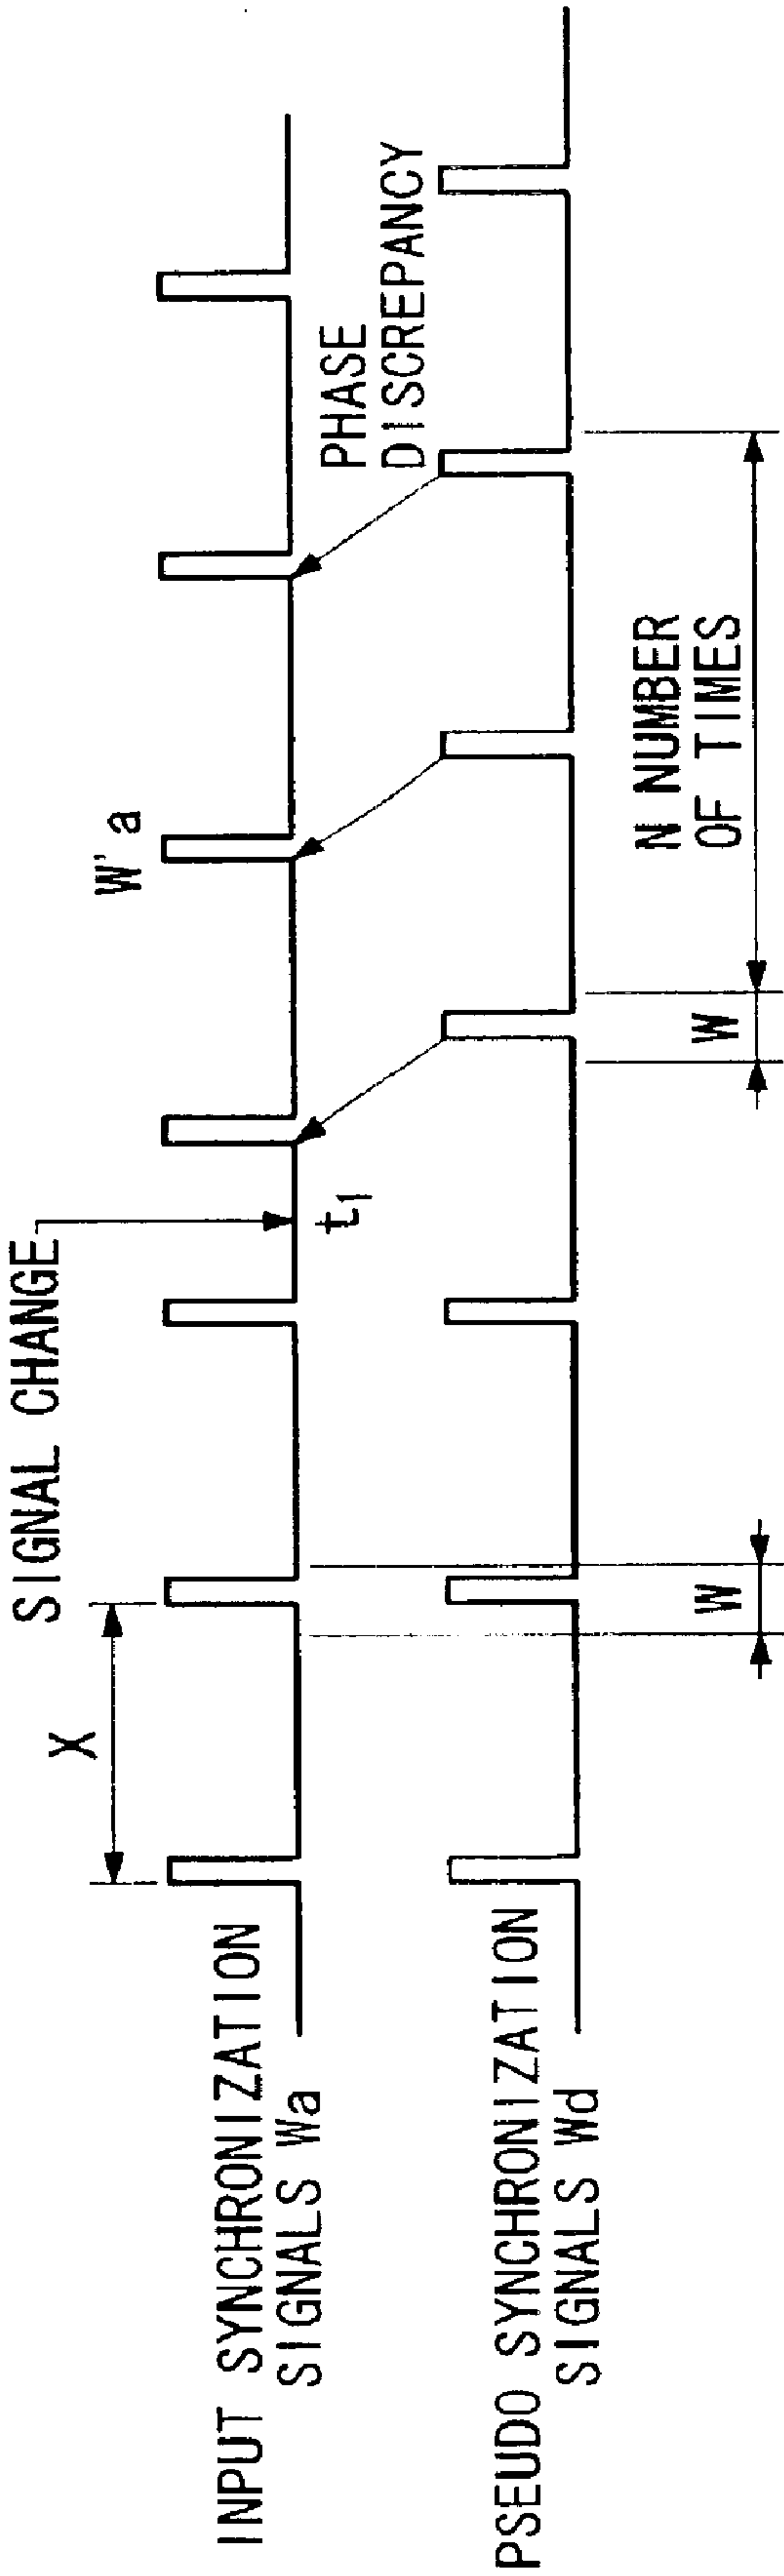 SIGNAL CHANGE
X
W' a
INPUT SYNCHRONIZATION
SIGNALS Wa
t1
PHASE
DISCREPANCY
PSEUDO SYNCHRONIZATION
SIGNALS Wd
W
W
N NUMBER
OF TIMES